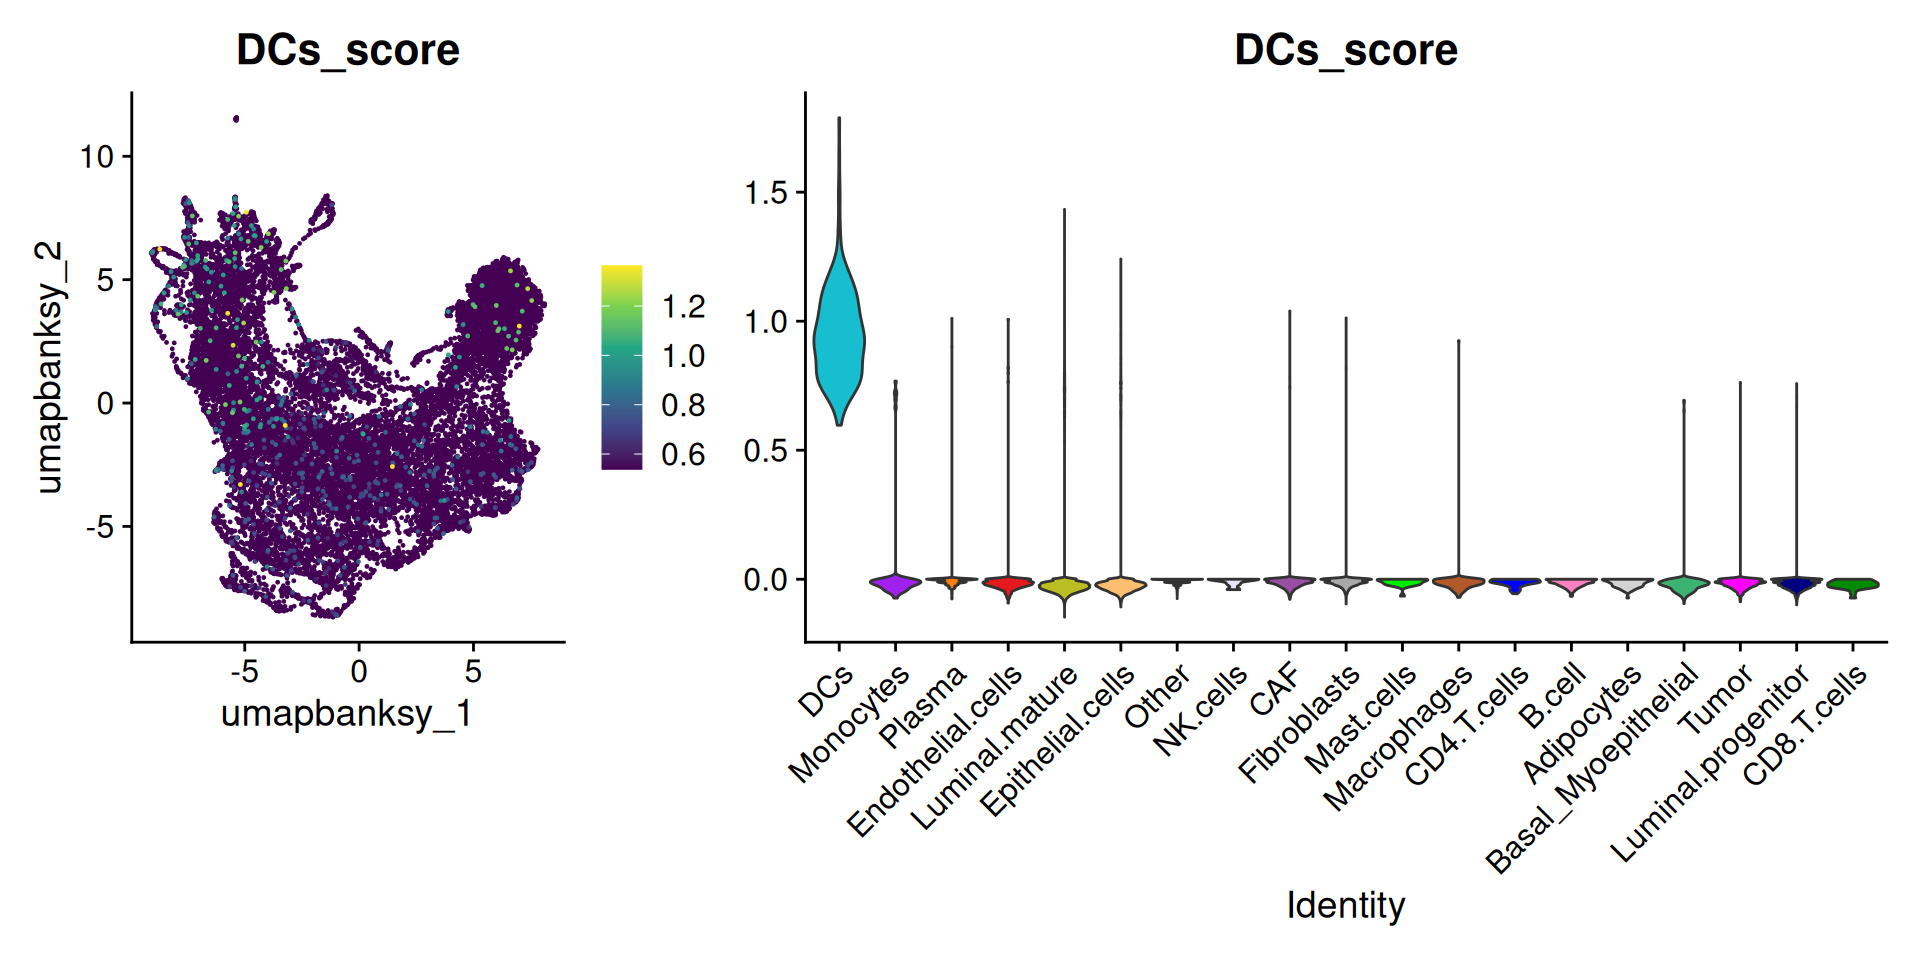 DCs_score
10
5
0
-5
umapbanksy_2
-5
0
5
umapbanksy_1
1.2
1.0
0.8
0.6
DCs_score
1.5
1.0
0.5
0.0
DCs
Monocytes
Plasma
Endothelial.cells
Luminal.mature
Epithelial.cells
Other
NK.cells
CAF
Fibroblasts
Mast.cells
Macrophages
CD4.T.cells
B.cell
Adipocytes
Basal_Myoepithelial
Tumor
Luminal.progenitor
CD8.T.cells
Identity